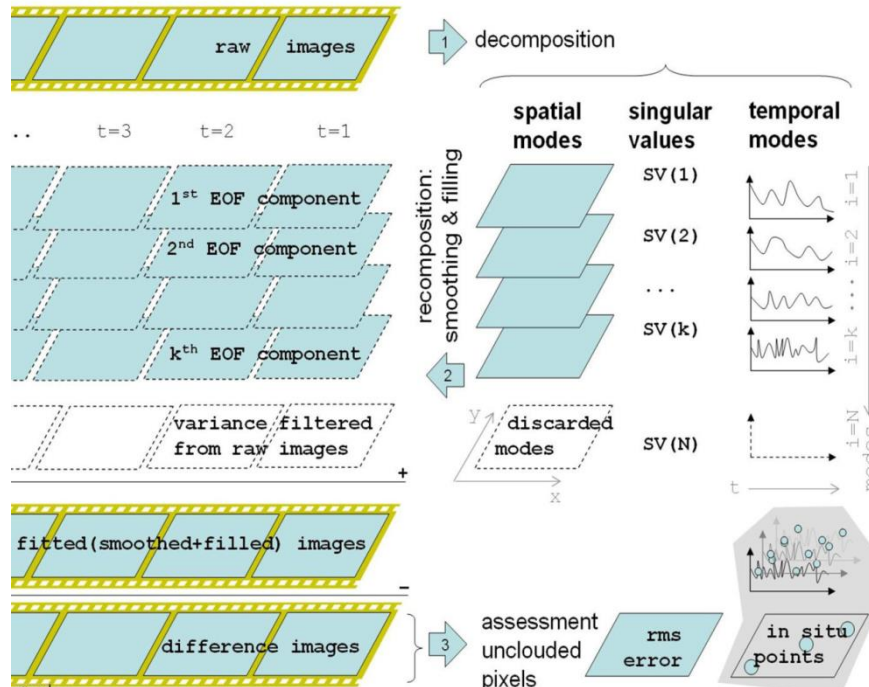 raw images
1
decomposition
spatial modes
singular values
temporal modes
.. t=3 t=2 t=1
1st EOF component
2nd EOF component
kth EOF component
variance filtered
from raw images
+
recomposition:
smoothing & filling
2
SV(1)
SV(2)
...
SV(k)
SV(N)
i=1
i=2
...
i=k
i=N
modes
y
x
discarded
modes
t
fitted(smoothed+filled) images
–
difference images
3
assessment
unclouded
pixels
rms
error
in situ
points